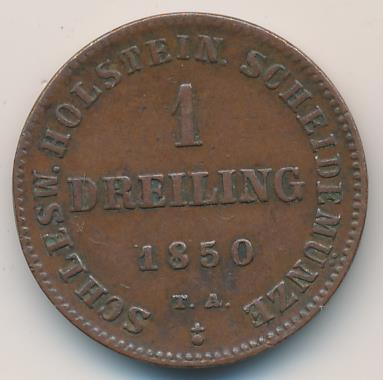 SCHLESW. HOLSTEIN. SCHEIDEMÜNZE
1
DREILING
1850
T. A.